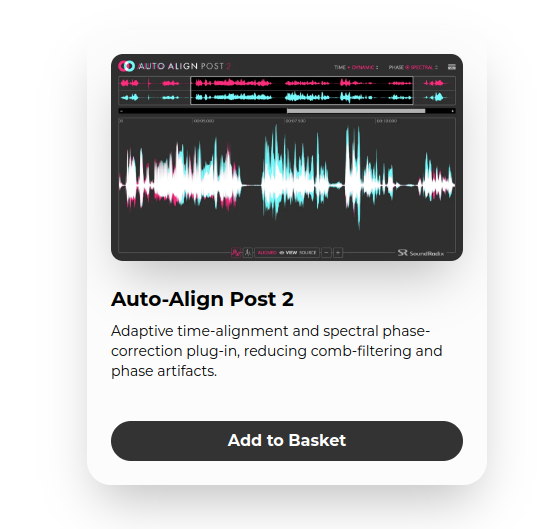 AUTO ALIGN POST 2
TIME • DYNAMIC
PHASE SPECTRAL
ALIGNED VIEW SOURCE
SoundRadix
Auto-Align Post 2
Adaptive time-alignment and spectral phase-
correction plug-in, reducing comb-filtering and
phase artifacts.
Add to Basket